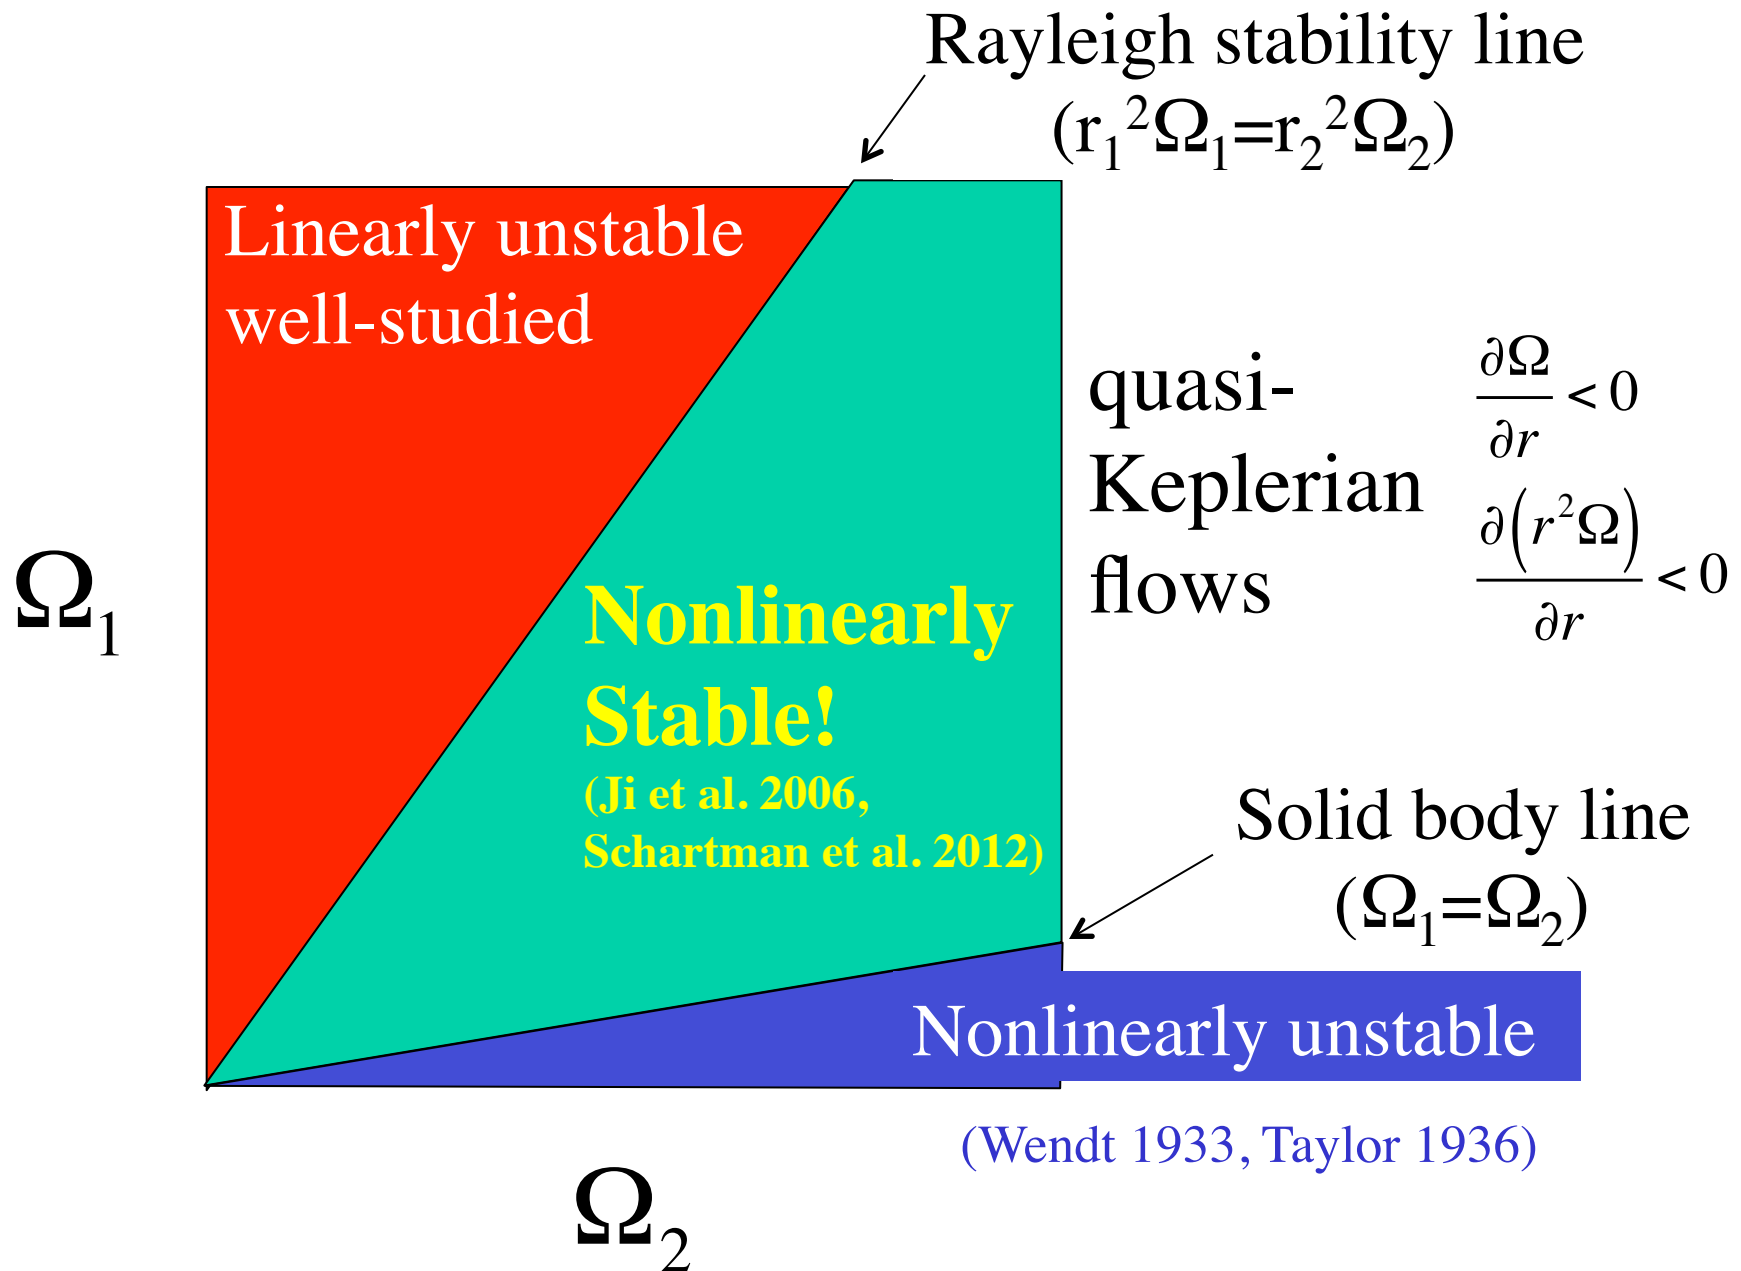 Rayleigh stability line
(r₁²Ω₁=r₂²Ω₂)
Linearly unstable
well-studied
quasi-
Keplerian
flows
∂Ω/∂r < 0
∂(r²Ω)/∂r < 0
Ω₁
Nonlinearly
Stable!
(Ji et al. 2006,
Schartman et al. 2012)
Solid body line
(Ω₁=Ω₂)
Nonlinearly unstable
(Wendt 1933, Taylor 1936)
Ω₂